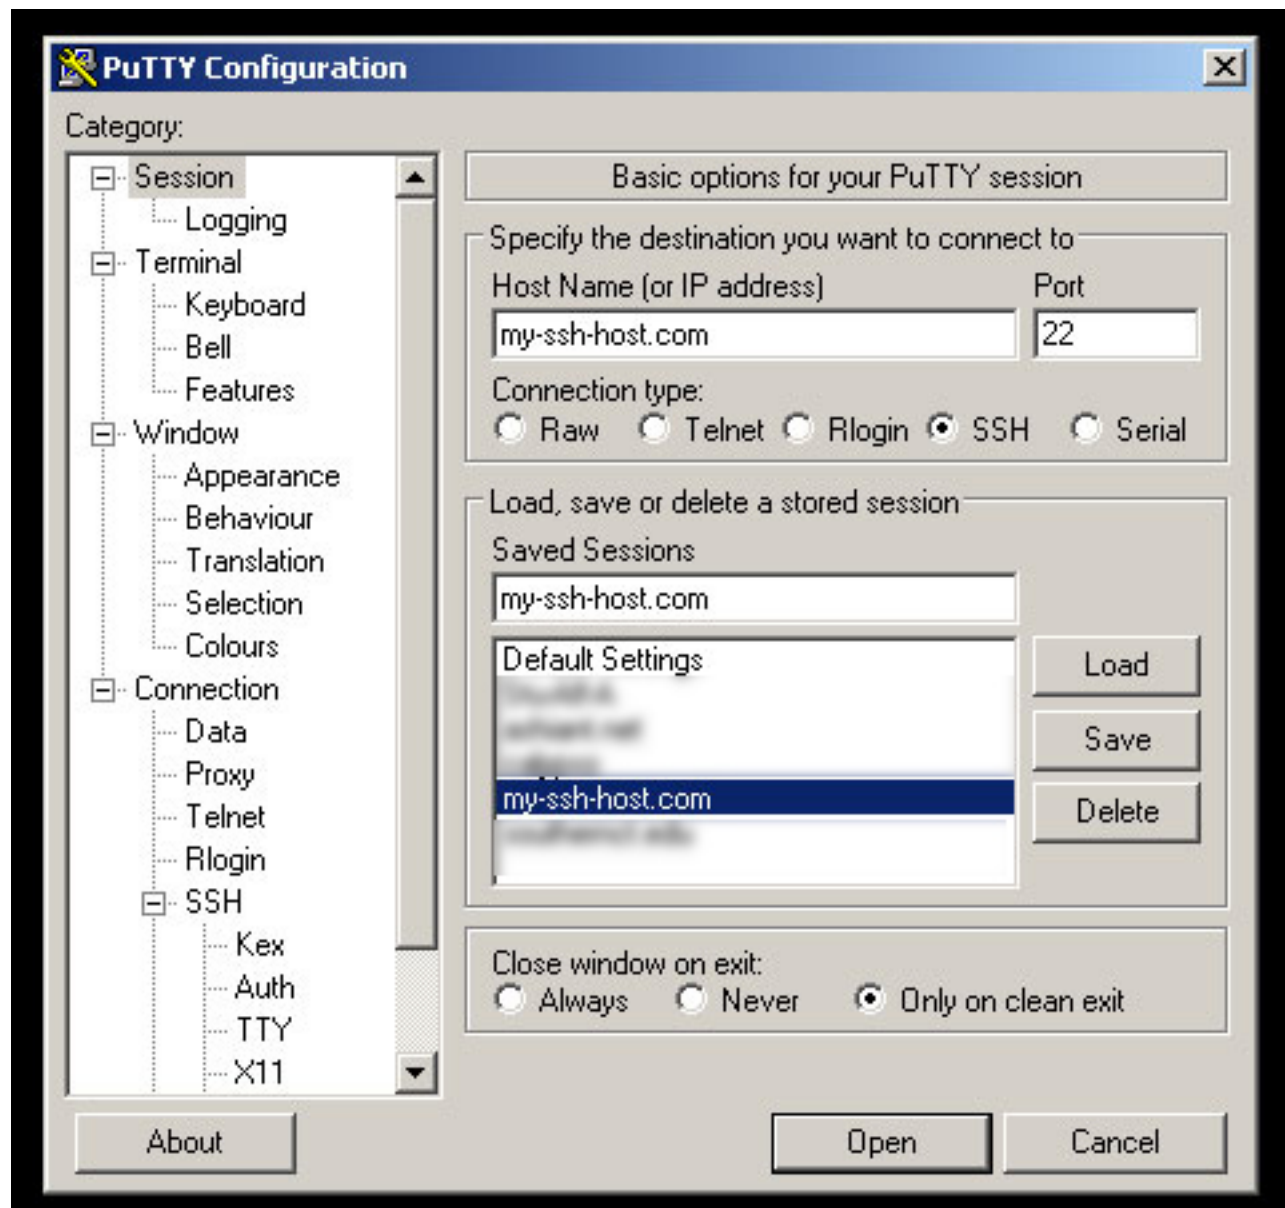 PuTTY Configuration
Category:
Session
Logging
Terminal
Keyboard
Bell
Features
Window
Appearance
Behaviour
Translation
Selection
Colours
Connection
Data
Proxy
Telnet
Rlogin
SSH
Kex
Auth
TTY
X11
Basic options for your PuTTY session
Specify the destination you want to connect to
Host Name (or IP address) Port
my-ssh-host.com 22
Connection type:
Raw Telnet Rlogin SSH Serial
Load, save or delete a stored session
Saved Sessions
my-ssh-host.com
Default Settings
my-ssh-host.com
Load
Save
Delete
Close window on exit:
Always Never Only on clean exit
About Open Cancel